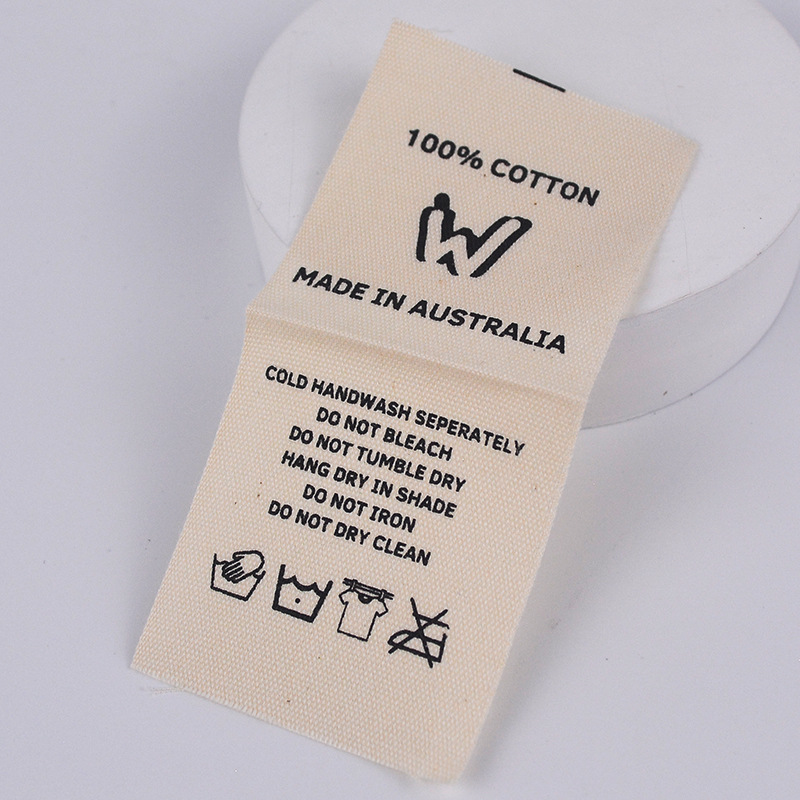 100% COTTON
W
MADE IN AUSTRALIA
COLD HANDWASH SEPERATELY
DO NOT BLEACH
DO NOT TUMBLE DRY
HANG DRY IN SHADE
DO NOT IRON
DO NOT DRY CLEAN